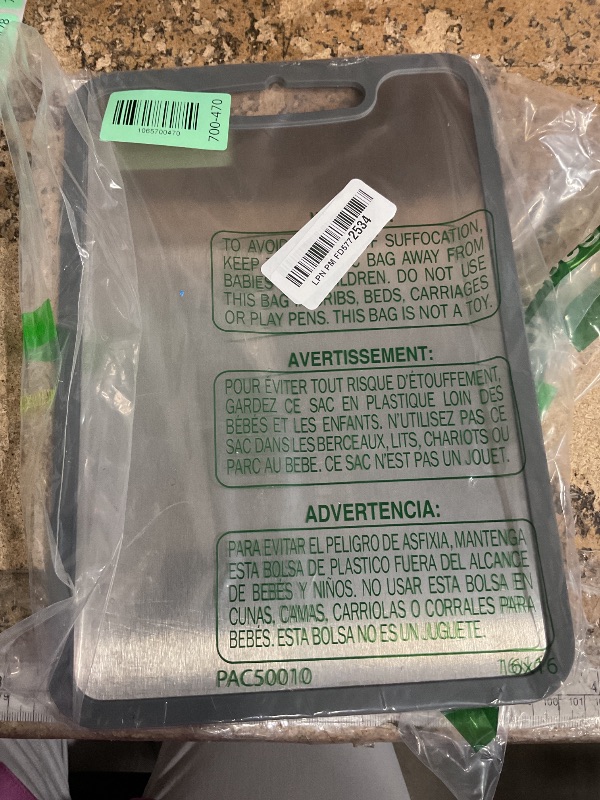 1065700470
700-470
LPN PM FD5772534
TO AVOID F SUFFOCATION,
KEEP BAG AWAY FROM
BABIES LDREN. DO NOT USE
THIS BAG RIBS, BEDS, CARRIAGES
OR PLAY PENS. THIS BAG IS NOT A TOY.
AVERTISSEMENT:
POUR ÉVITER TOUT RISQUE D'ÉTOUFFEMENT,
GARDEZ CE SAC EN PLASTIQUE LOIN DES
BÉBÉS ET LES ENFANTS. N'UTILISEZ PAS CE
SAC DANS LES BERCEAUX, LITS, CHARIOTS OU
PARC AU BEBE. CE SAC N'EST PAS UN JOUET.
ADVERTENCIA:
PARA EVITAR EL PELIGRO DE ASFIXIA, MANTENGA
ESTA BOLSA DE PLASTICO FUERA DEL ALCANCE
DE BEBÉS Y NIÑOS. NO USAR ESTA BOLSA EN
CUNAS, CAMAS, CARRIOLAS O CORRALES PARA
BEBÉS. ESTA BOLSA NO ES UN JUGUETE.
PAC50010
16x16